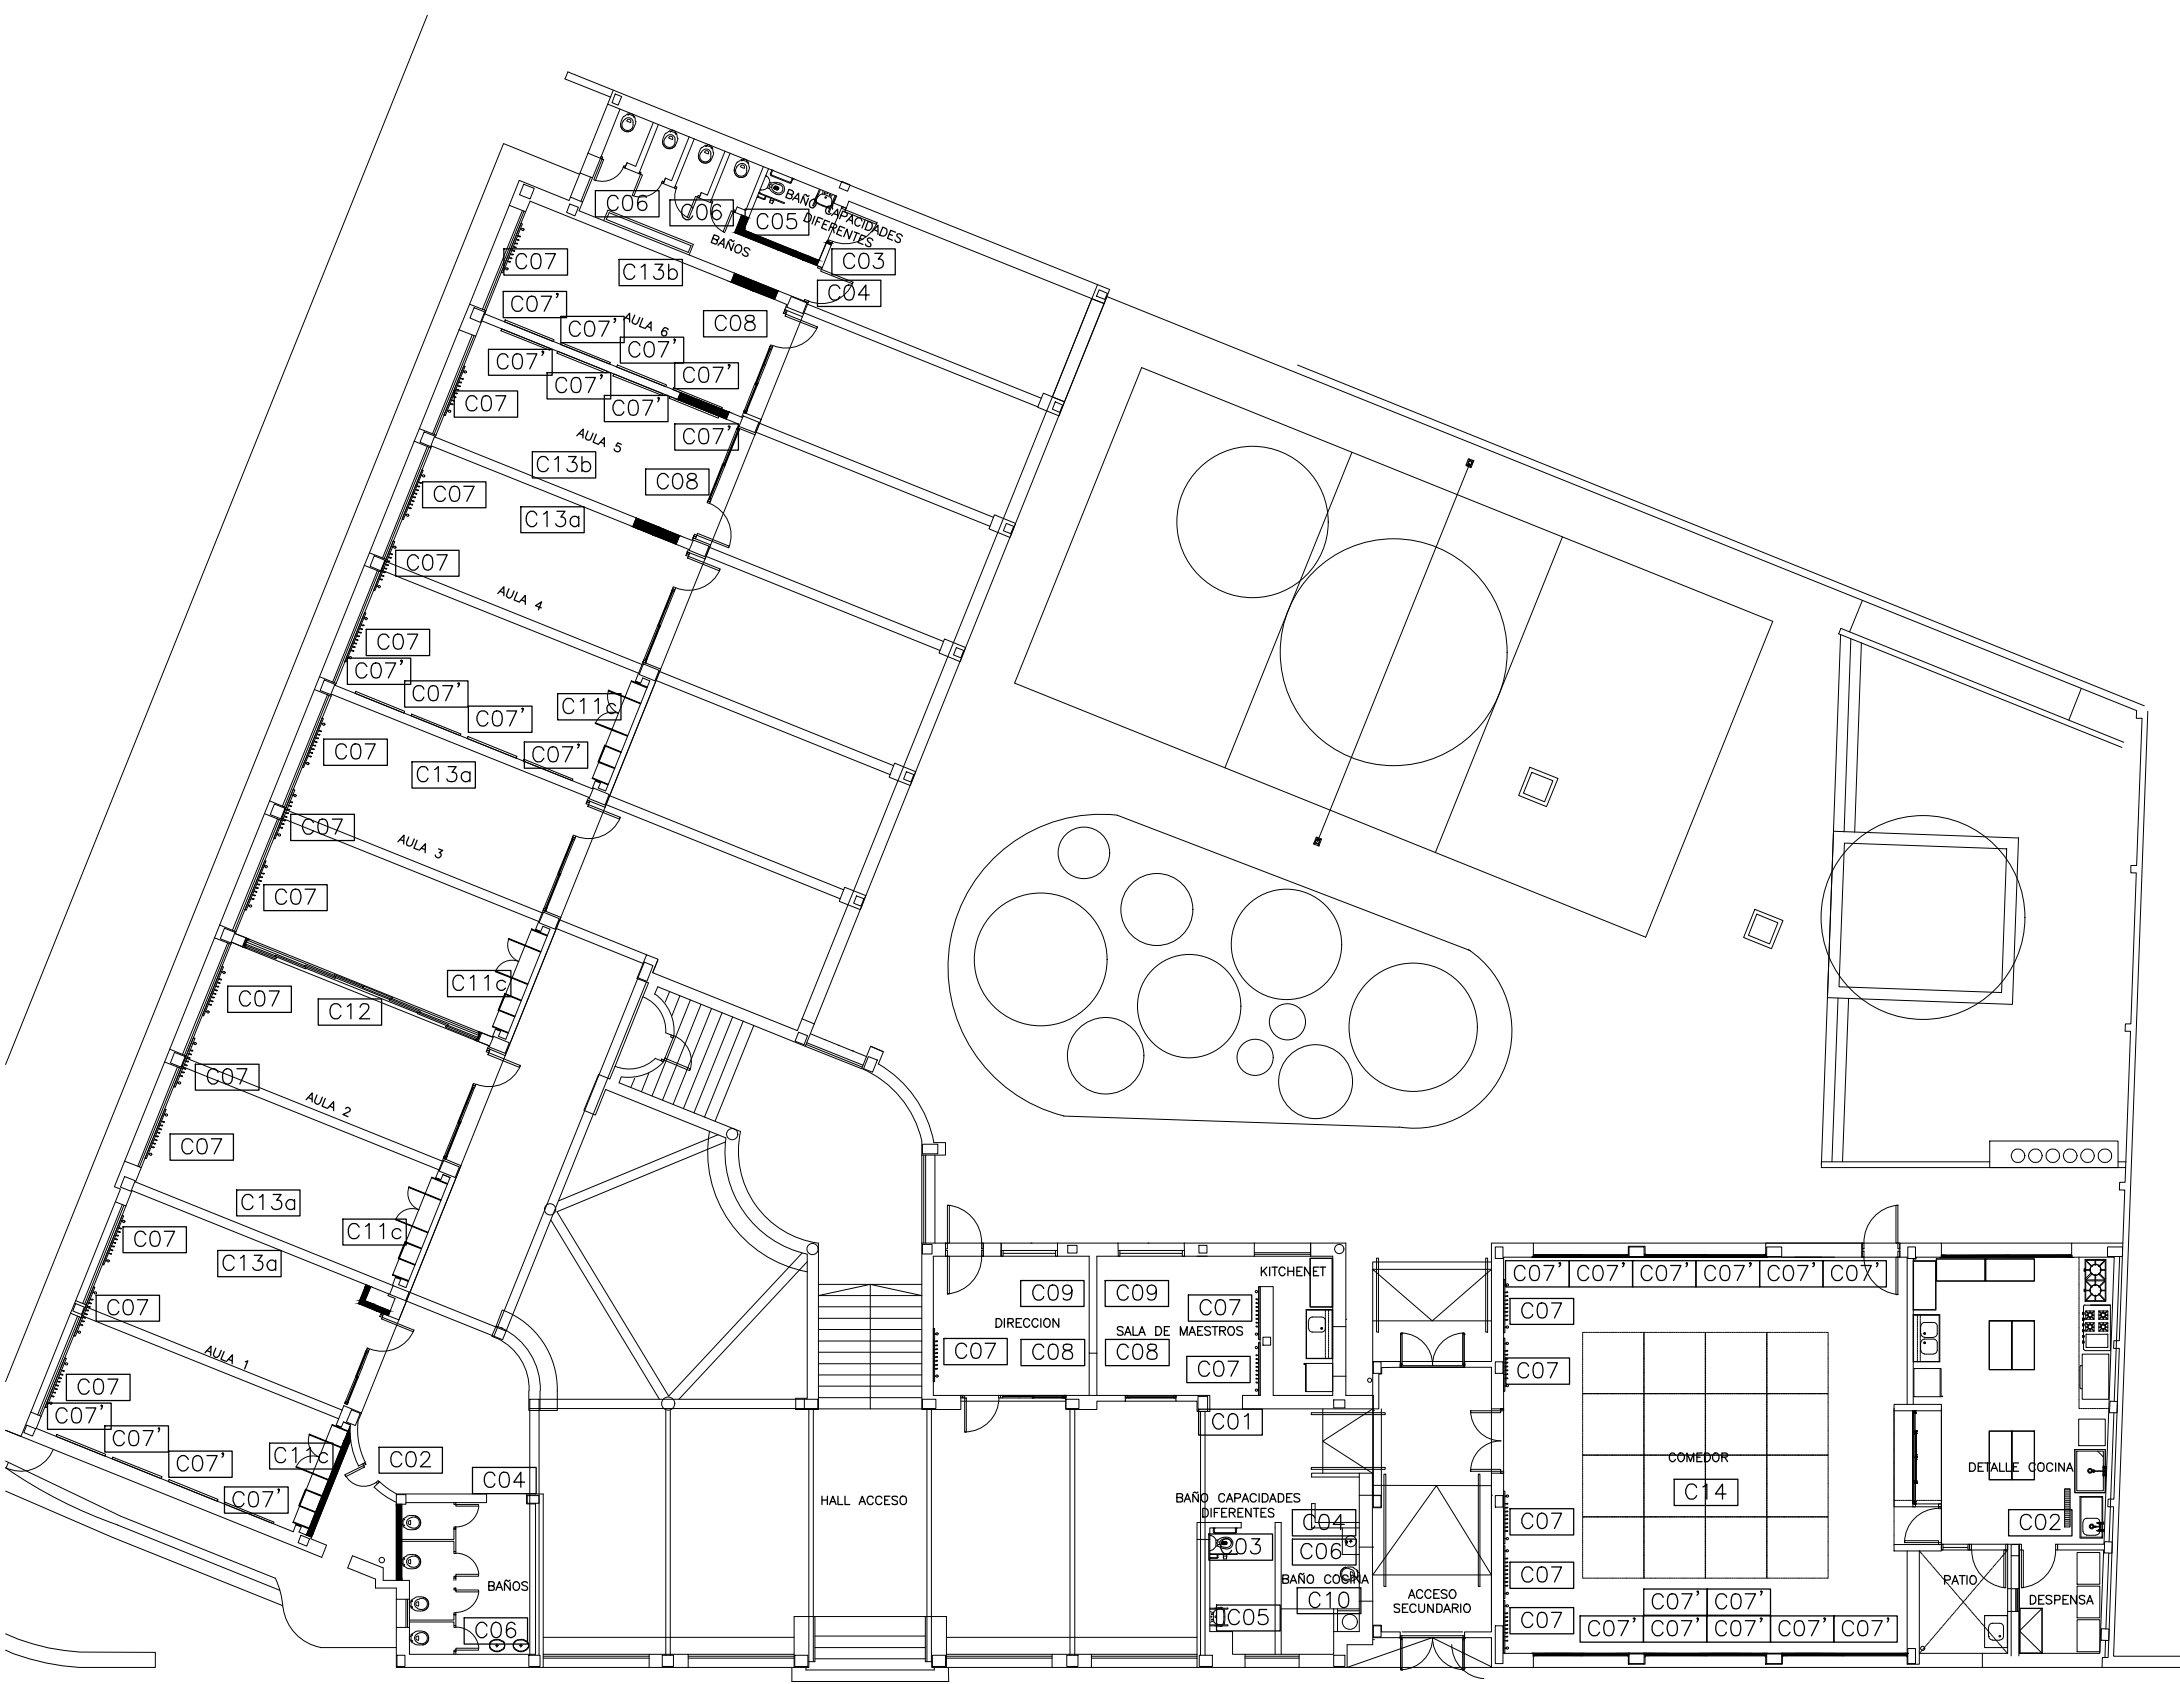 C06
C06
C05
BAÑO CAPACIDADES
DIFERENTES
BAÑOS
C03
C04
C07
C13b
C07'
C07'
AULA 6
C08
C07'
C07'
C07'
C07'
C07'
C07'
C07
AULA 5
C13b
C08
C07
C13a
C07
AULA 4
C07
C07'
C07'
C07'
C07'
C11c
C07
C13a
C07
AULA 3
C07
C11c
C07
C12
C07
AULA 2
C07
C13a
C11c
C07
C13a
C07
AULA 1
C07
C07'
C07'
C07'
C07'
C11c
C02
C04
BAÑOS
C06
HALL ACCESO
DIRECCION
C09
C07
C08
C09
SALA DE MAESTROS
C08
C07
C07
KITCHENET
C01
BAÑO CAPACIDADES
DIFERENTES
C04
C03
C06
BAÑO COCINA
C10
C05
ACCESO
SECUNDARIO
C07'
C07'
C07'
C07'
C07'
C07'
C07
C07
COMEDOR
C14
C07
C07
C07
C07'
C07'
C07'
C07'
C07'
C07'
C07'
DETALLE COCINA
C02
PATIO
DESPENSA